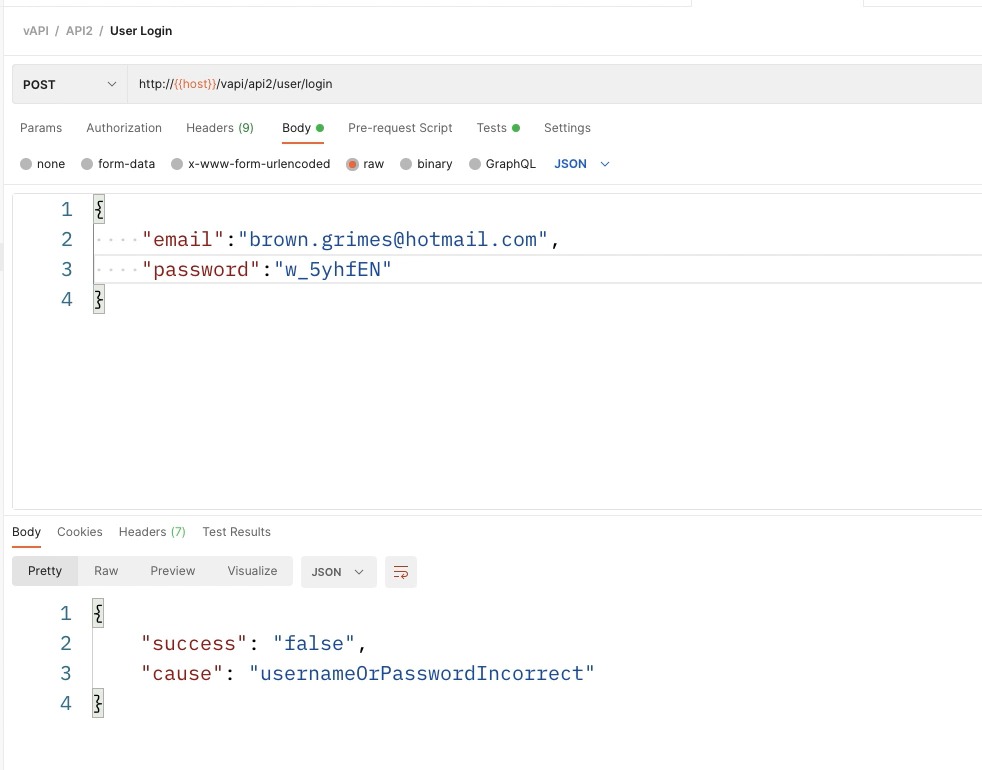 vAPI / API2 / User Login
POST http://{{host}}/vapi/api2/user/login
Params Authorization Headers (9) Body Pre-request Script Tests Settings
none form-data x-www-form-urlencoded raw binary GraphQL JSON
1 {
2 ····"email":"brown.grimes@hotmail.com",
3 ····"password":"w_5yhfEN"
4 }
Body Cookies Headers (7) Test Results
Pretty Raw Preview Visualize JSON
1 {
2 "success": "false",
3 "cause": "usernameOrPasswordIncorrect"
4 }